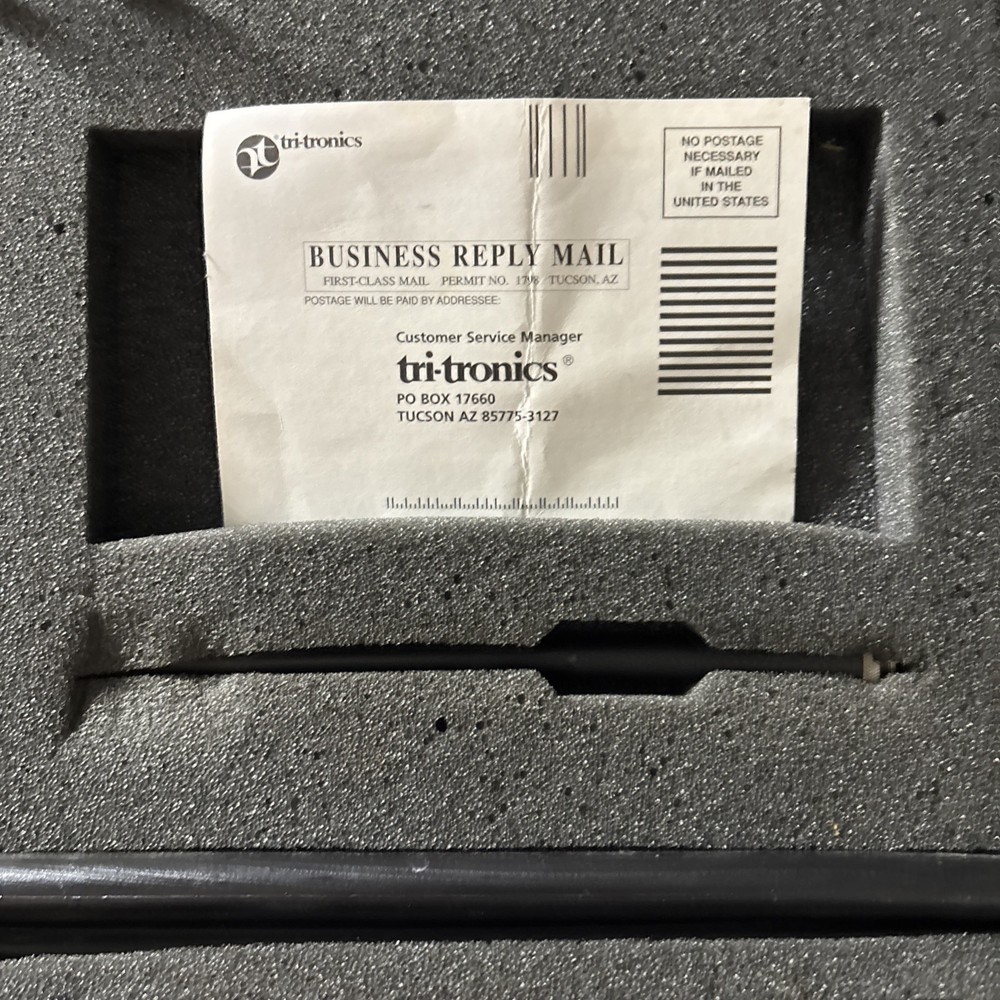 tri-tronics
NO POSTAGE
NECESSARY
IF MAILED
IN THE
UNITED STATES
BUSINESS REPLY MAIL
FIRST-CLASS MAIL PERMIT NO. TUCSON, AZ
POSTAGE WILL BE PAID BY ADDRESSEE:
Customer Service Manager
tri-tronics®
PO BOX 17660
TUCSON AZ 85775-3127